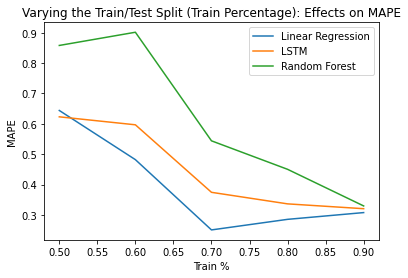 Varying the Train/Test Split (Train Percentage): Effects on MAPE
Linear Regression
LSTM
Random Forest
MAPE
0.9
0.8
0.7
0.6
0.5
0.4
0.3
0.50 0.55 0.60 0.65 0.70 0.75 0.80 0.85 0.90
Train %